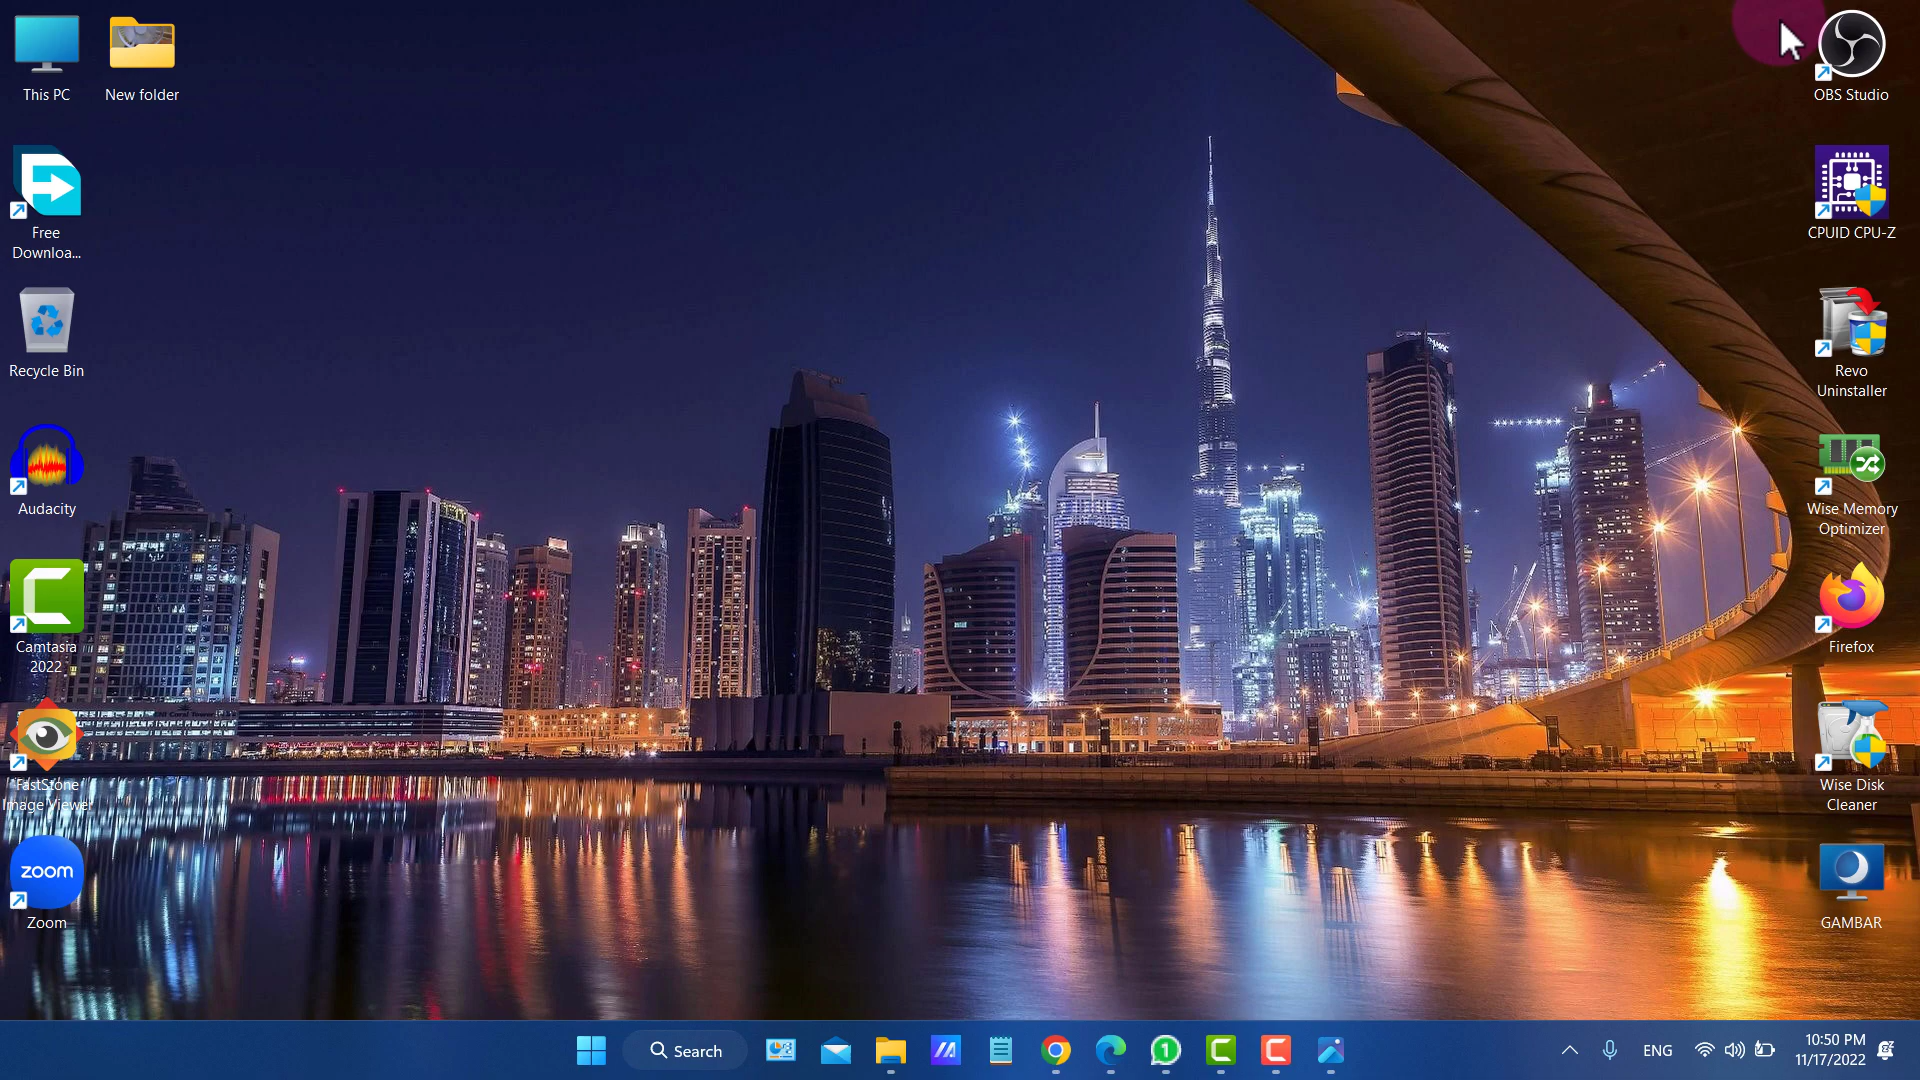 This PC
New folder
OBS Studio
Free
Downloa...
CPUID CPU-Z
Recycle Bin
Revo
Uninstaller
Audacity
Wise Memory
Optimizer
Camtasia
2022
Firefox
FastStone
Image Viewer
Wise Disk
Cleaner
zoom
Zoom
GAMBAR
Search
1
ENG
10:50 PM
11/17/2022